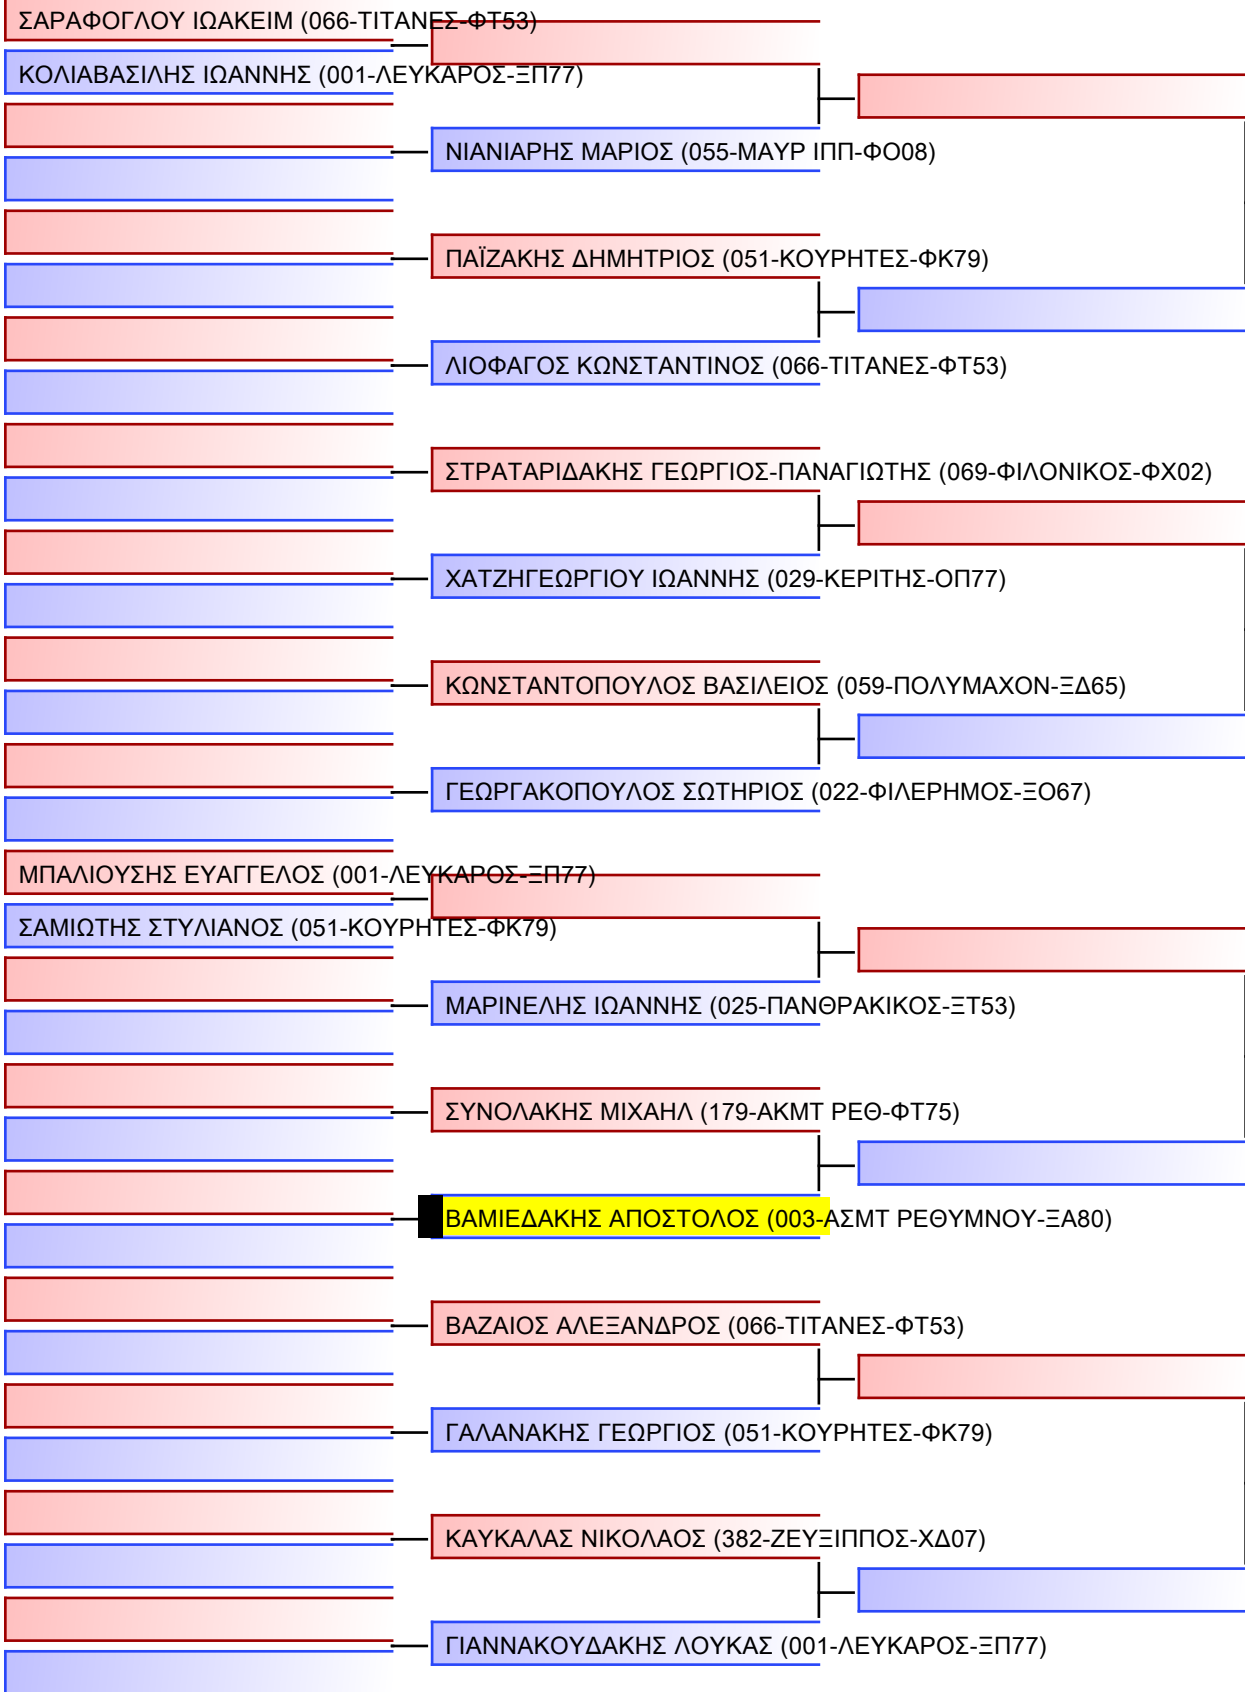 ΣΑΡΑΦΟΓΛΟΥ ΙΩΑΚΕΙΜ (066-ΤΙΤΑΝΕΣ-ΦΤ53)
ΚΟΛΙΑΒΑΣΙΛΗΣ ΙΩΑΝΝΗΣ (001-ΛΕΥΚΑΡΟΣ-ΞΠ77)
ΝΙΑΝΙΑΡΗΣ ΜΑΡΙΟΣ (055-ΜΑΥΡ ΙΠΠ-ΦΟ08)
ΠΑΪΖΑΚΗΣ ΔΗΜΗΤΡΙΟΣ (051-ΚΟΥΡΗΤΕΣ-ΦΚ79)
ΛΙΟΦΑΓΟΣ ΚΩΝΣΤΑΝΤΙΝΟΣ (066-ΤΙΤΑΝΕΣ-ΦΤ53)
ΣΤΡΑΤΑΡΙΔΑΚΗΣ ΓΕΩΡΓΙΟΣ-ΠΑΝΑΓΙΩΤΗΣ (069-ΦΙΛΟΝΙΚΟΣ-ΦΧ02)
ΧΑΤΖΗΓΕΩΡΓΙΟΥ ΙΩΑΝΝΗΣ (029-ΚΕΡΙΤΗΣ-ΟΠ77)
ΚΩΝΣΤΑΝΤΟΠΟΥΛΟΣ ΒΑΣΙΛΕΙΟΣ (059-ΠΟΛΥΜΑΧΟΝ-ΞΔ65)
ΓΕΩΡΓΑΚΟΠΟΥΛΟΣ ΣΩΤΗΡΙΟΣ (022-ΦΙΛΕΡΗΜΟΣ-ΞΟ67)
ΜΠΑΛΙΟΥΣΗΣ ΕΥΑΓΓΕΛΟΣ (001-ΛΕΥΚΑΡΟΣ-ΞΠ77)
ΣΑΜΙΩΤΗΣ ΣΤΥΛΙΑΝΟΣ (051-ΚΟΥΡΗΤΕΣ-ΦΚ79)
ΜΑΡΙΝΕΛΗΣ ΙΩΑΝΝΗΣ (025-ΠΑΝΘΡΑΚΙΚΟΣ-ΞΤ53)
ΣΥΝΟΛΑΚΗΣ ΜΙΧΑΗΛ (179-ΑΚΜΤ ΡΕΘ-ΦΤ75)
ΒΑΜΙΕΔΑΚΗΣ ΑΠΟΣΤΟΛΟΣ (003-ΑΣΜΤ ΡΕΘΥΜΝΟΥ-ΞΑ80)
ΒΑΖΑΙΟΣ ΑΛΕΞΑΝΔΡΟΣ (066-ΤΙΤΑΝΕΣ-ΦΤ53)
ΓΑΛΑΝΑΚΗΣ ΓΕΩΡΓΙΟΣ (051-ΚΟΥΡΗΤΕΣ-ΦΚ79)
ΚΑΥΚΑΛΑΣ ΝΙΚΟΛΑΟΣ (382-ΖΕΥΞΙΠΠΟΣ-ΧΔ07)
ΓΙΑΝΝΑΚΟΥΔΑΚΗΣ ΛΟΥΚΑΣ (001-ΛΕΥΚΑΡΟΣ-ΞΠ77)